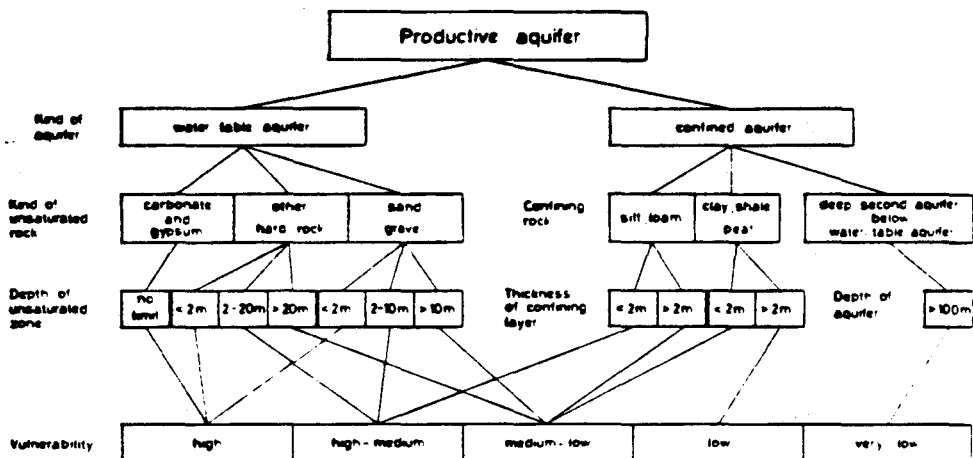 Productive aquifer
Kind of
aquifer
water table aquifer
confined aquifer
Kind of
unsaturated
rock
carbonate
and
gypsum
other
hard rock
sand
gravel
Confining
rock
silt loam
clay, shale
peat
deep second aquifer
below
water-table aquifer
Depth of
unsaturated
zone
no
limit
< 2m
2-20m
> 20m
< 2m
2-10m
> 10m
Thickness
of confining
layer
< 2m
> 2m
< 2m
> 2m
Depth of
aquifer
> 100m
Vulnerability
high
high-medium
medium-low
low
very low